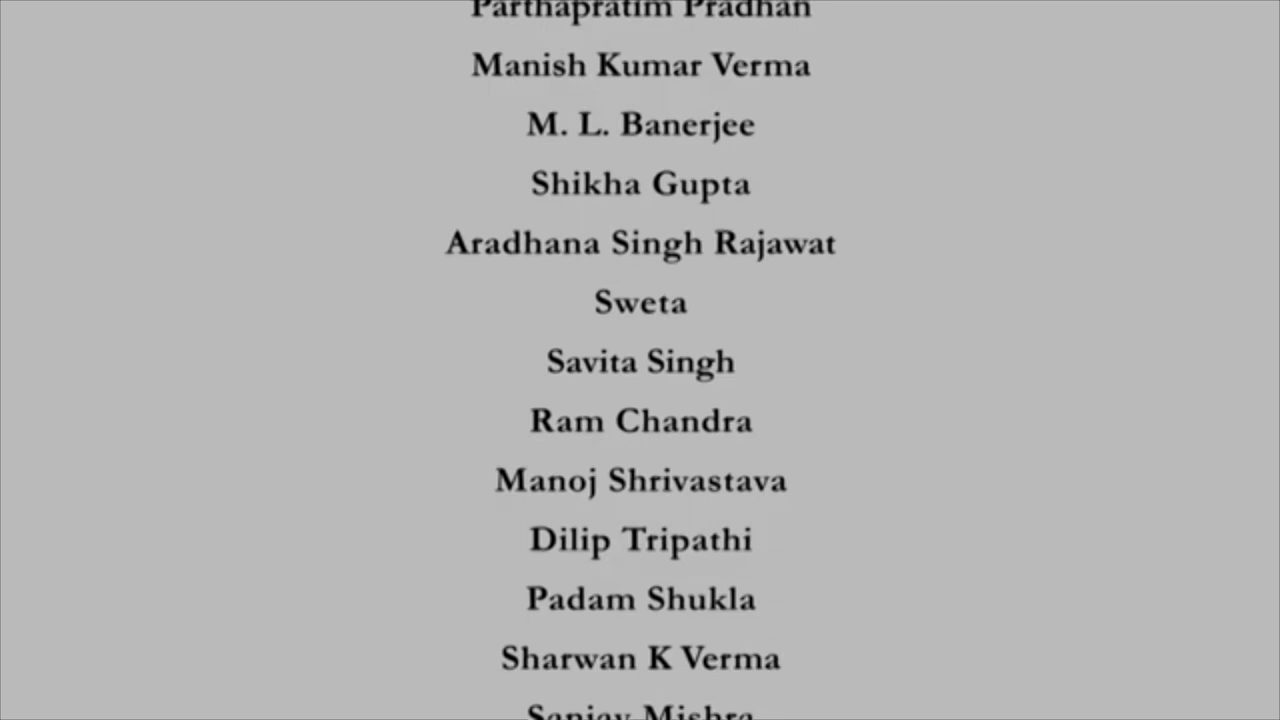 Parthapratim Pradhan
Manish Kumar Verma
M. L. Banerjee
Shikha Gupta
Aradhana Singh Rajawat
Sweta
Savita Singh
Ram Chandra
Manoj Shrivastava
Dilip Tripathi
Padam Shukla
Sharwan K Verma
Sanjay Mishra